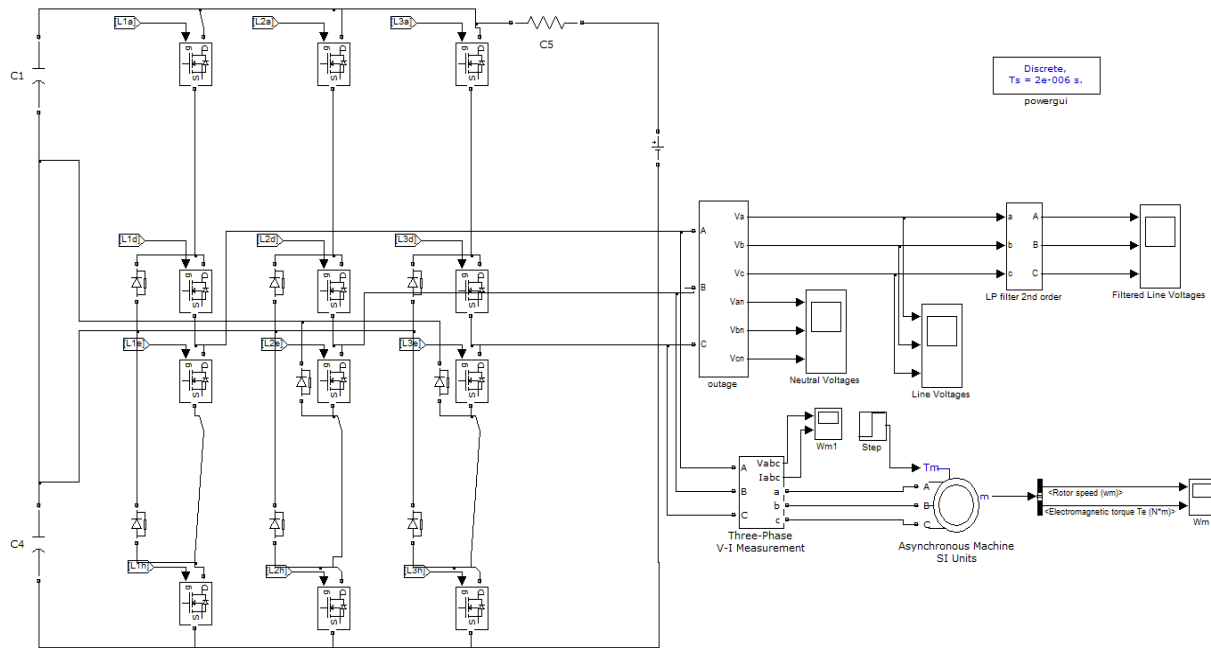 [L1a]
[L2a]
[L3a]
g
D
S
g
D
S
g
D
S
C5
C1
Discrete,
Ts = 2e-006 s.
powergui
+
[L1d]
[L2d]
[L3d]
g
D
S
g
D
S
g
D
S
A
B
C
Va
Vb
Vc
Van
Vbn
Vcn
outage
a
b
c
A
B
C
LP filter 2nd order
Filtered Line Voltages
Neutral Voltages
Line Voltages
[L1e]
[L2e]
[L3e]
g
D
S
g
D
S
g
D
S
Wm1
Step
A
B
C
Vabc
Iabc
a
b
c
Three-Phase
V-I Measurement
Tm
A
B
C
m
Asynchronous Machine
SI Units
<Rotor speed (wm)>
<Electromagnetic torque Te (N*m)>
Wm
C4
[L1h]
[L2h]
[L3h]
g
D
S
g
D
S
g
D
S